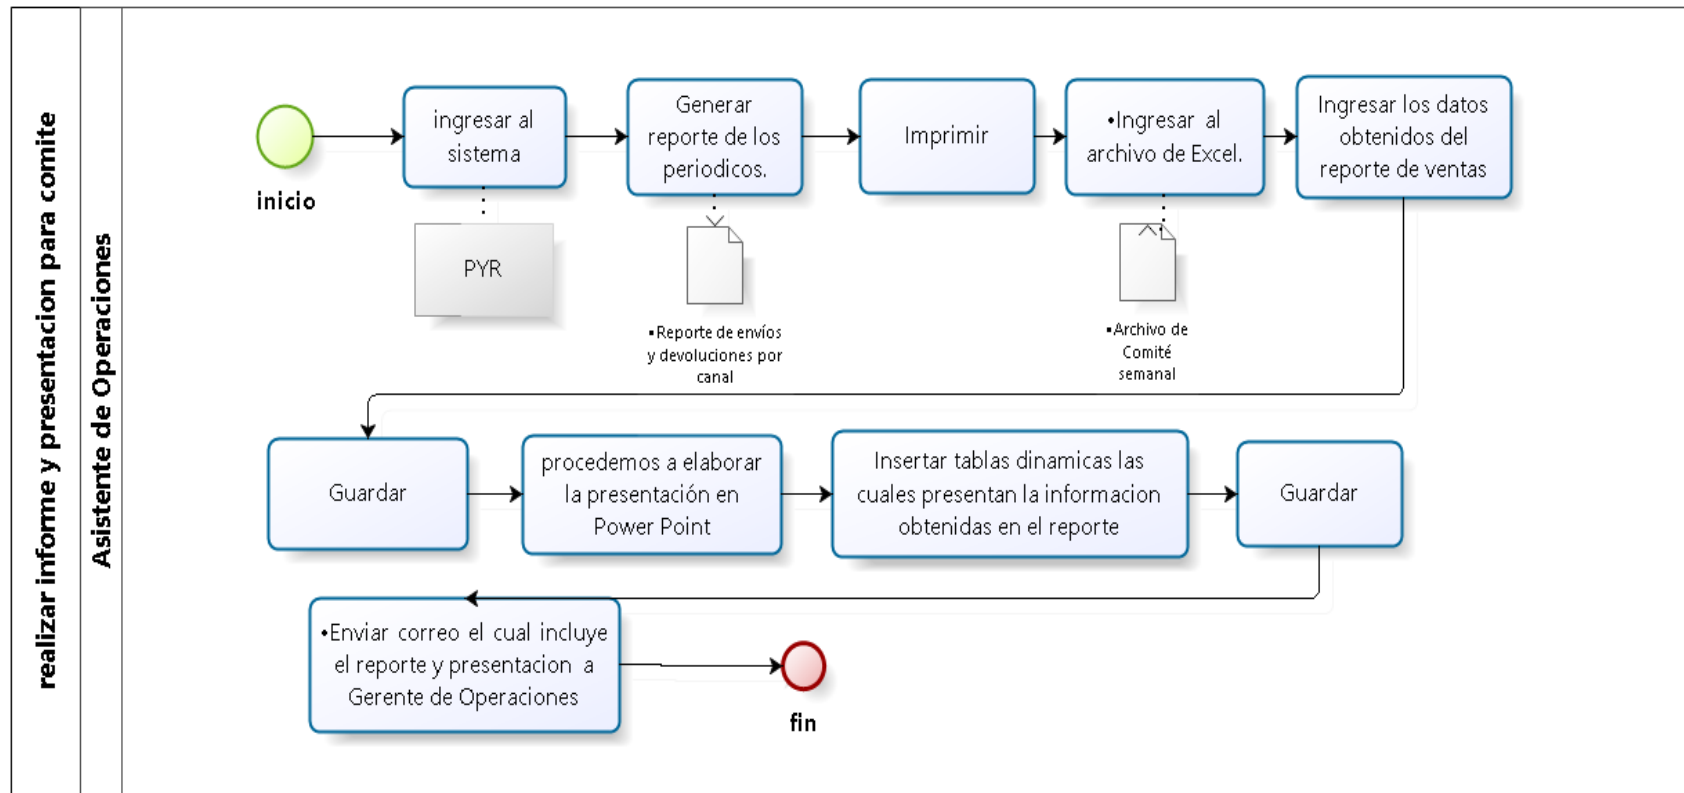 realizar informe y presentacion para comite
Asistente de Operaciones
inicio
ingresar al
sistema
PYR
Generar
reporte de los
periodicos.
▪Reporte de envíos
y devoluciones por
canal
Imprimir
•Ingresar al
archivo de Excel.
▪Archivo de
Comité
semanal
Ingresar los datos
obtenidos del
reporte de ventas
Guardar
procedemos a elaborar
la presentación en
Power Point
Insertar tablas dinamicas las
cuales presentan la informacion
obtenidas en el reporte
Guardar
•Enviar correo el cual incluye
el reporte y presentacion a
Gerente de Operaciones
fin